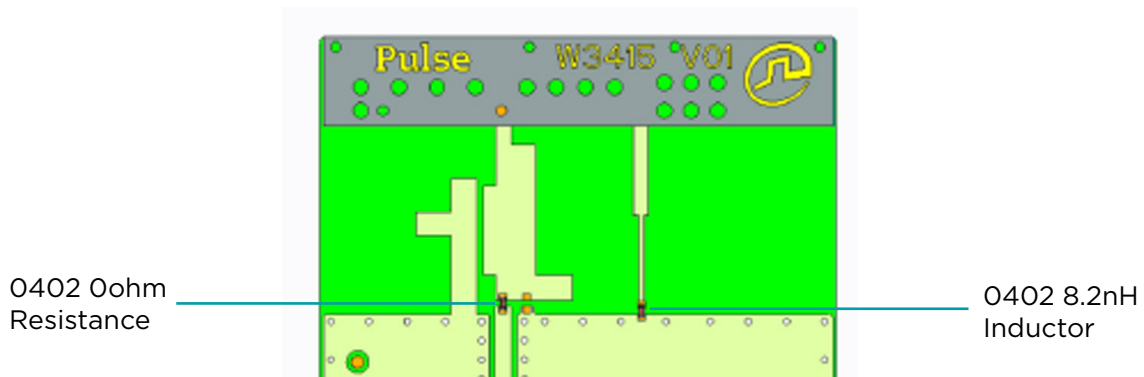 Pulse W3415 V01
0402 0ohm
Resistance
0402 8.2nH
Inductor